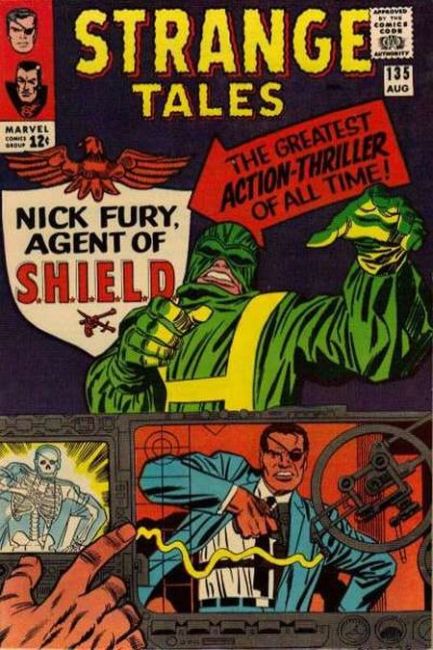 STRANGE
TALES
APPROVED
BY THE
COMICS
CODE
AUTHORITY
135
AUG
MARVEL
COMICS
GROUP
12¢
THE GREATEST
ACTION-THRILLER
OF ALL TIME!
NICK FURY,
AGENT OF
S.H.I.E.L.D.